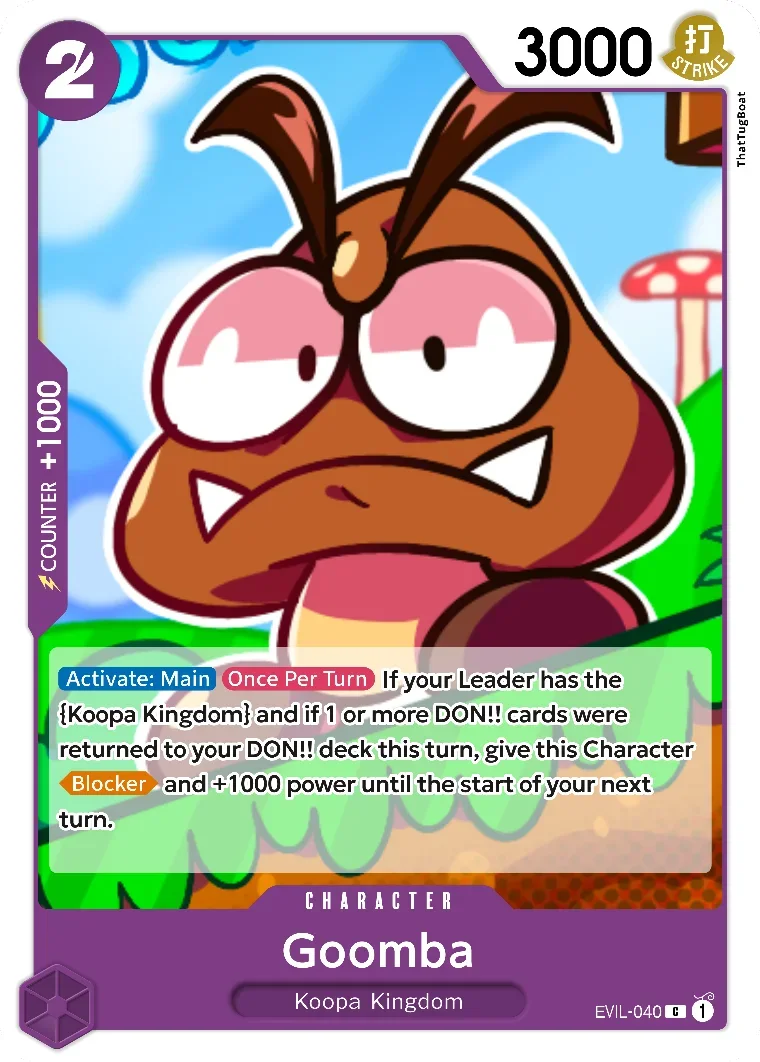 2
3000
打
STRIKE
ThatTugBoat
COUNTER +1000
Activate: Main Once Per Turn If your Leader has the
{Koopa Kingdom} and if 1 or more DON!! cards were
returned to your DON!! deck this turn, give this Character
Blocker and +1000 power until the start of your next
turn.
CHARACTER
Goomba
Koopa Kingdom
EVIL-040 C 1